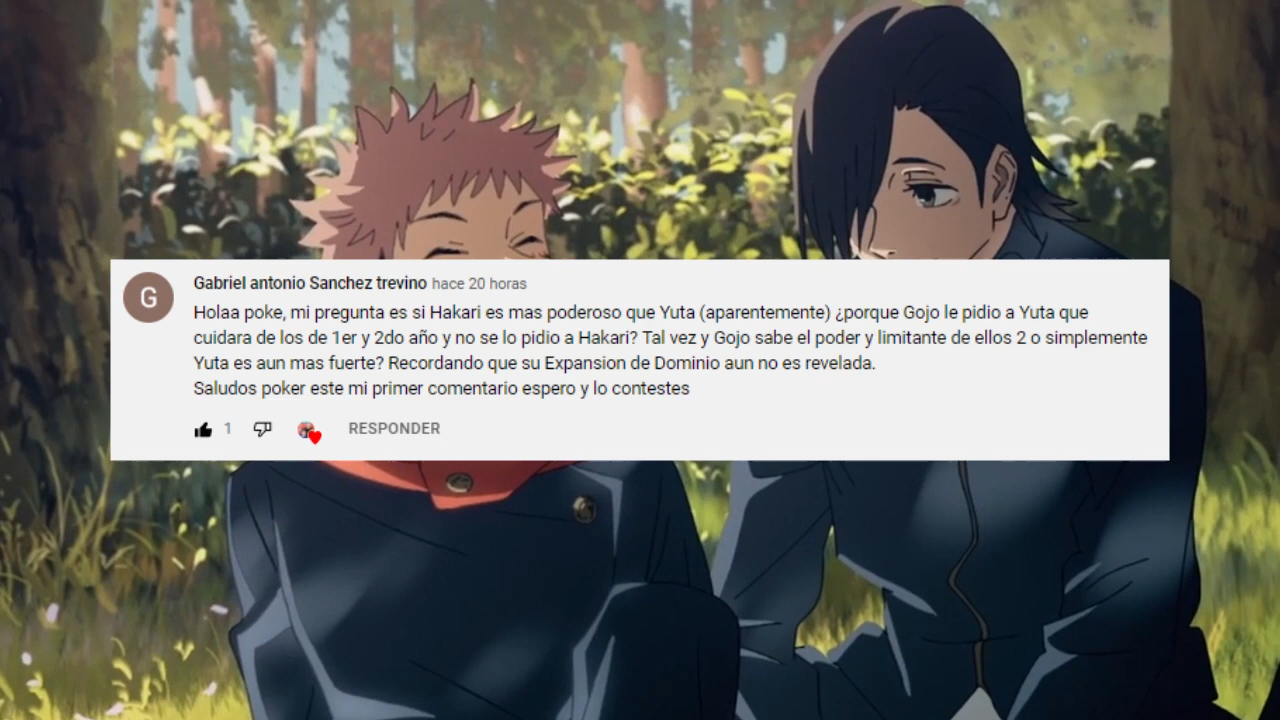 G
Gabriel antonio Sanchez trevino hace 20 horas
Holaa poke, mi pregunta es si Hakari es mas poderoso que Yuta (aparentemente) ¿porque Gojo le pidio a Yuta que
cuidara de los de 1er y 2do año y no se lo pidio a Hakari? Tal vez y Gojo sabe el poder y limitante de ellos 2 o simplemente
Yuta es aun mas fuerte? Recordando que su Expansion de Dominio aun no es revelada.
Saludos poker este mi primer comentario espero y lo contestes
1 RESPONDER